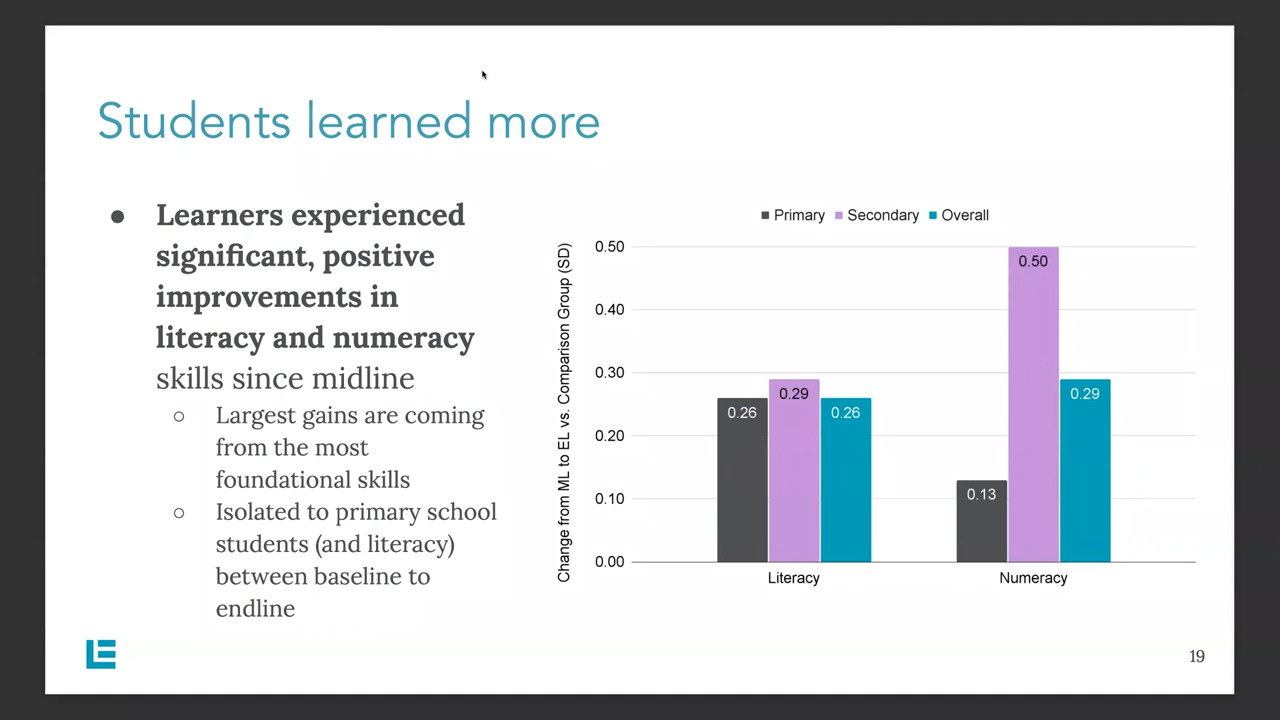 Students learned more
● Learners experienced
significant, positive
improvements in
literacy and numeracy
skills since midline
○ Largest gains are coming
from the most
foundational skills
○ Isolated to primary school
students (and literacy)
between baseline to
endline
Primary Secondary Overall
Change from ML to EL vs. Comparison Group (SD)
0.50
0.40
0.30
0.20
0.10
0.00
0.26
0.29
0.26
0.13
0.50
0.29
Literacy
Numeracy
LE
19